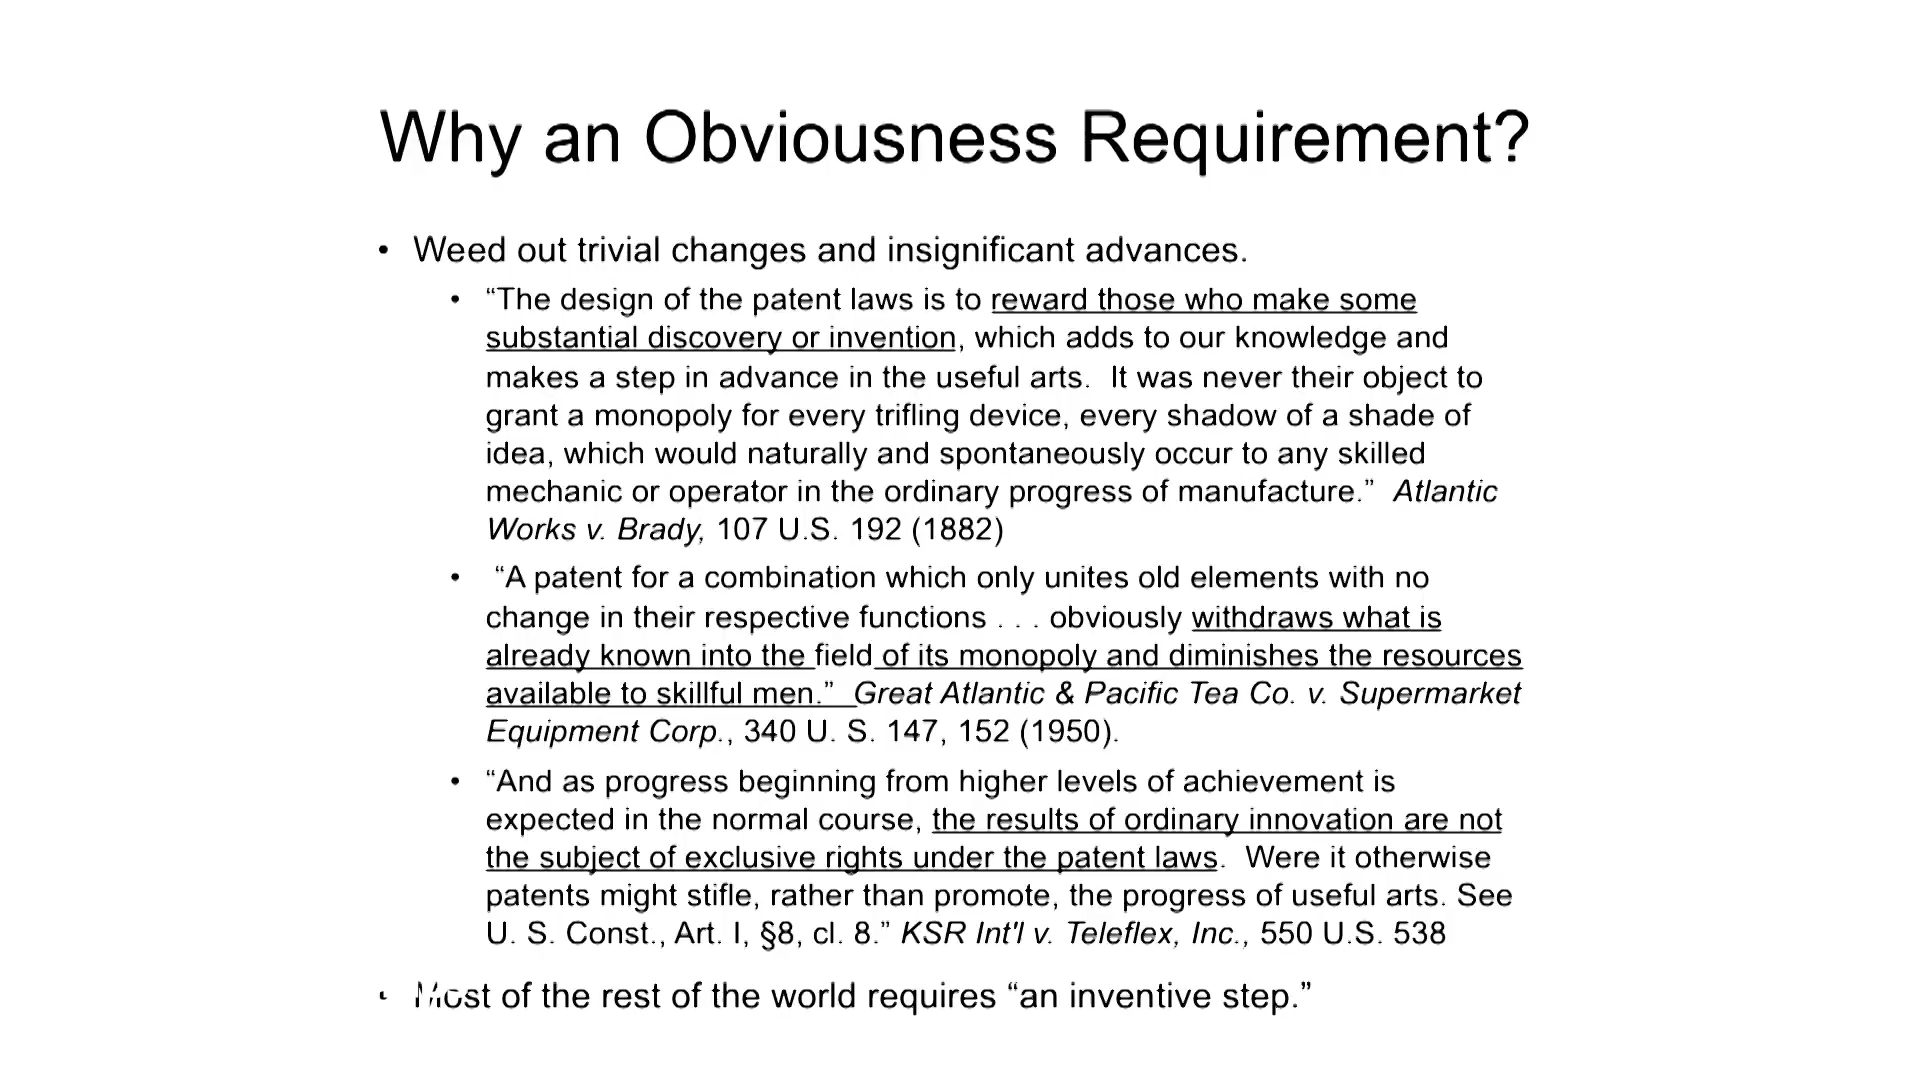 Why an Obviousness Requirement?
• Weed out trivial changes and insignificant advances.
• “The design of the patent laws is to reward those who make some
substantial discovery or invention, which adds to our knowledge and
makes a step in advance in the useful arts.  It was never their object to
grant a monopoly for every trifling device, every shadow of a shade of
idea, which would naturally and spontaneously occur to any skilled
mechanic or operator in the ordinary progress of manufacture.”  Atlantic
Works v. Brady, 107 U.S. 192 (1882)
• “A patent for a combination which only unites old elements with no
change in their respective functions . . . obviously withdraws what is
already known into the field of its monopoly and diminishes the resources
available to skillful men.”  Great Atlantic & Pacific Tea Co. v. Supermarket
Equipment Corp., 340 U. S. 147, 152 (1950).
• “And as progress beginning from higher levels of achievement is
expected in the normal course, the results of ordinary innovation are not
the subject of exclusive rights under the patent laws.  Were it otherwise
patents might stifle, rather than promote, the progress of useful arts. See
U. S. Const., Art. I, §8, cl. 8.” KSR Int'l v. Teleflex, Inc., 550 U.S. 538
• Most of the rest of the world requires “an inventive step.”